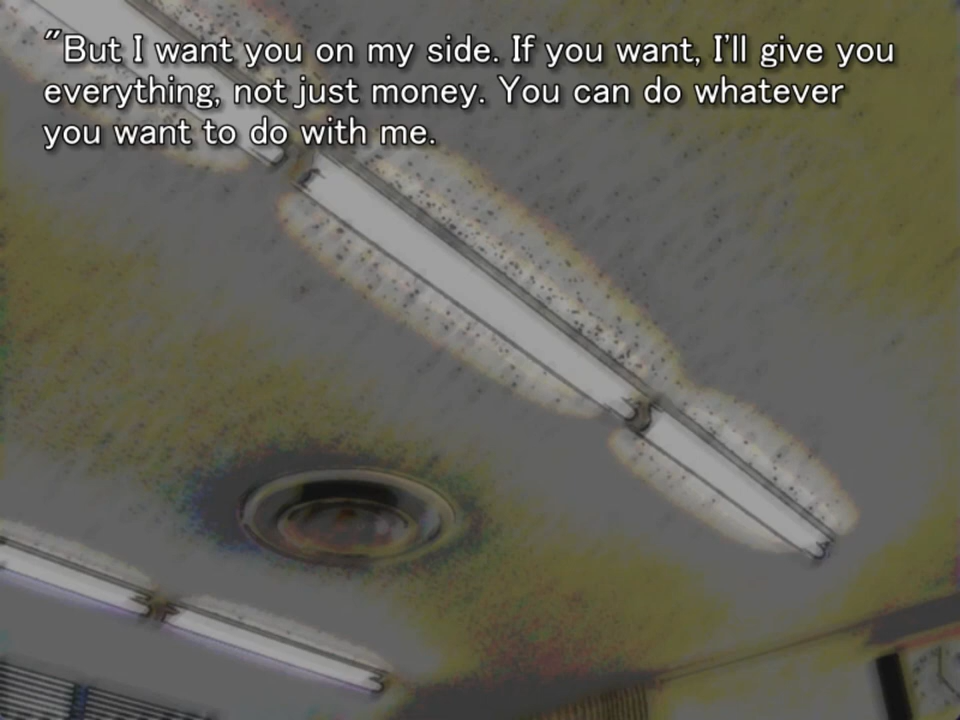 "But I want you on my side. If you want, I'll give you
everything, not just money. You can do whatever
you want to do with me.